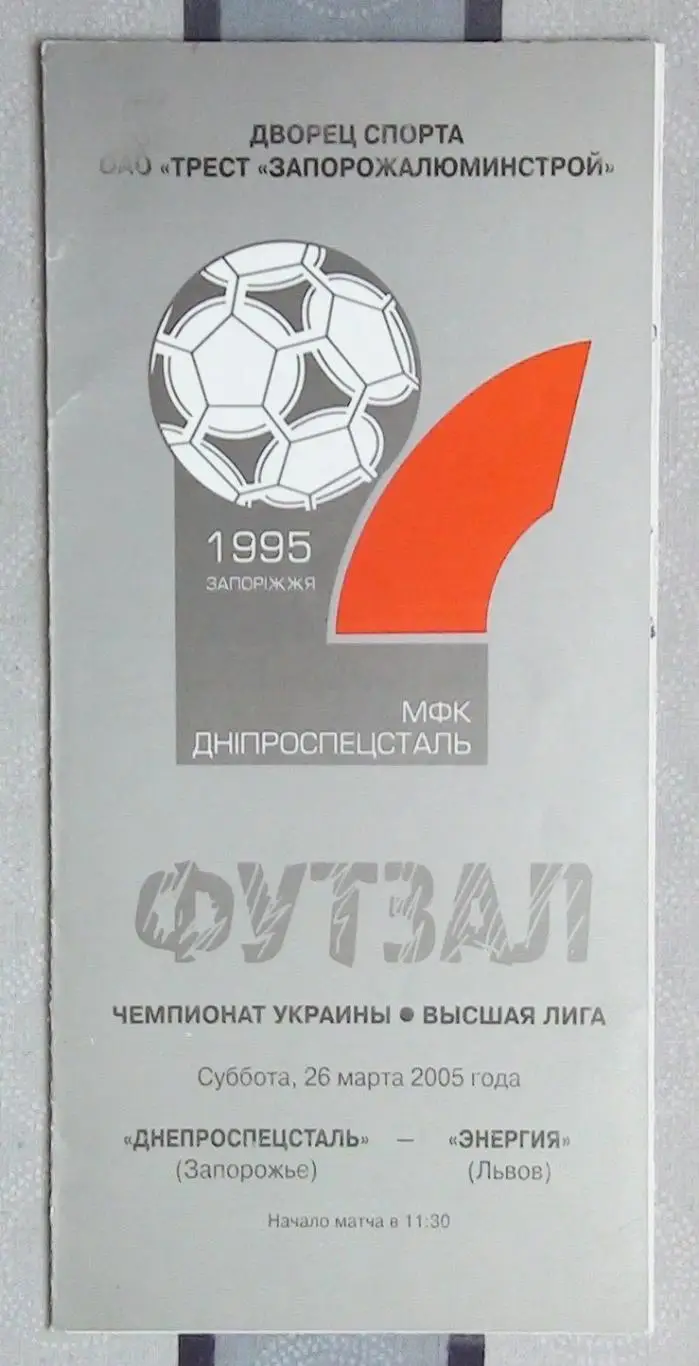 ДВОРЕЦ СПОРТА
ОАО «ТРЕСТ «ЗАПОРОЖАЛЮМИНСТРОЙ»
1995
ЗАПОРІЖЖЯ
МФК
ДНІПРОСПЕЦСТАЛЬ
ФУТЗАЛ
ЧЕМПИОНАТ УКРАИНЫ ● ВЫСШАЯ ЛИГА
Суббота, 26 марта 2005 года
«ДНЕПРОСПЕЦСТАЛЬ» — «ЭНЕРГИЯ»
(Запорожье) (Львов)
Начало матча в 11:30